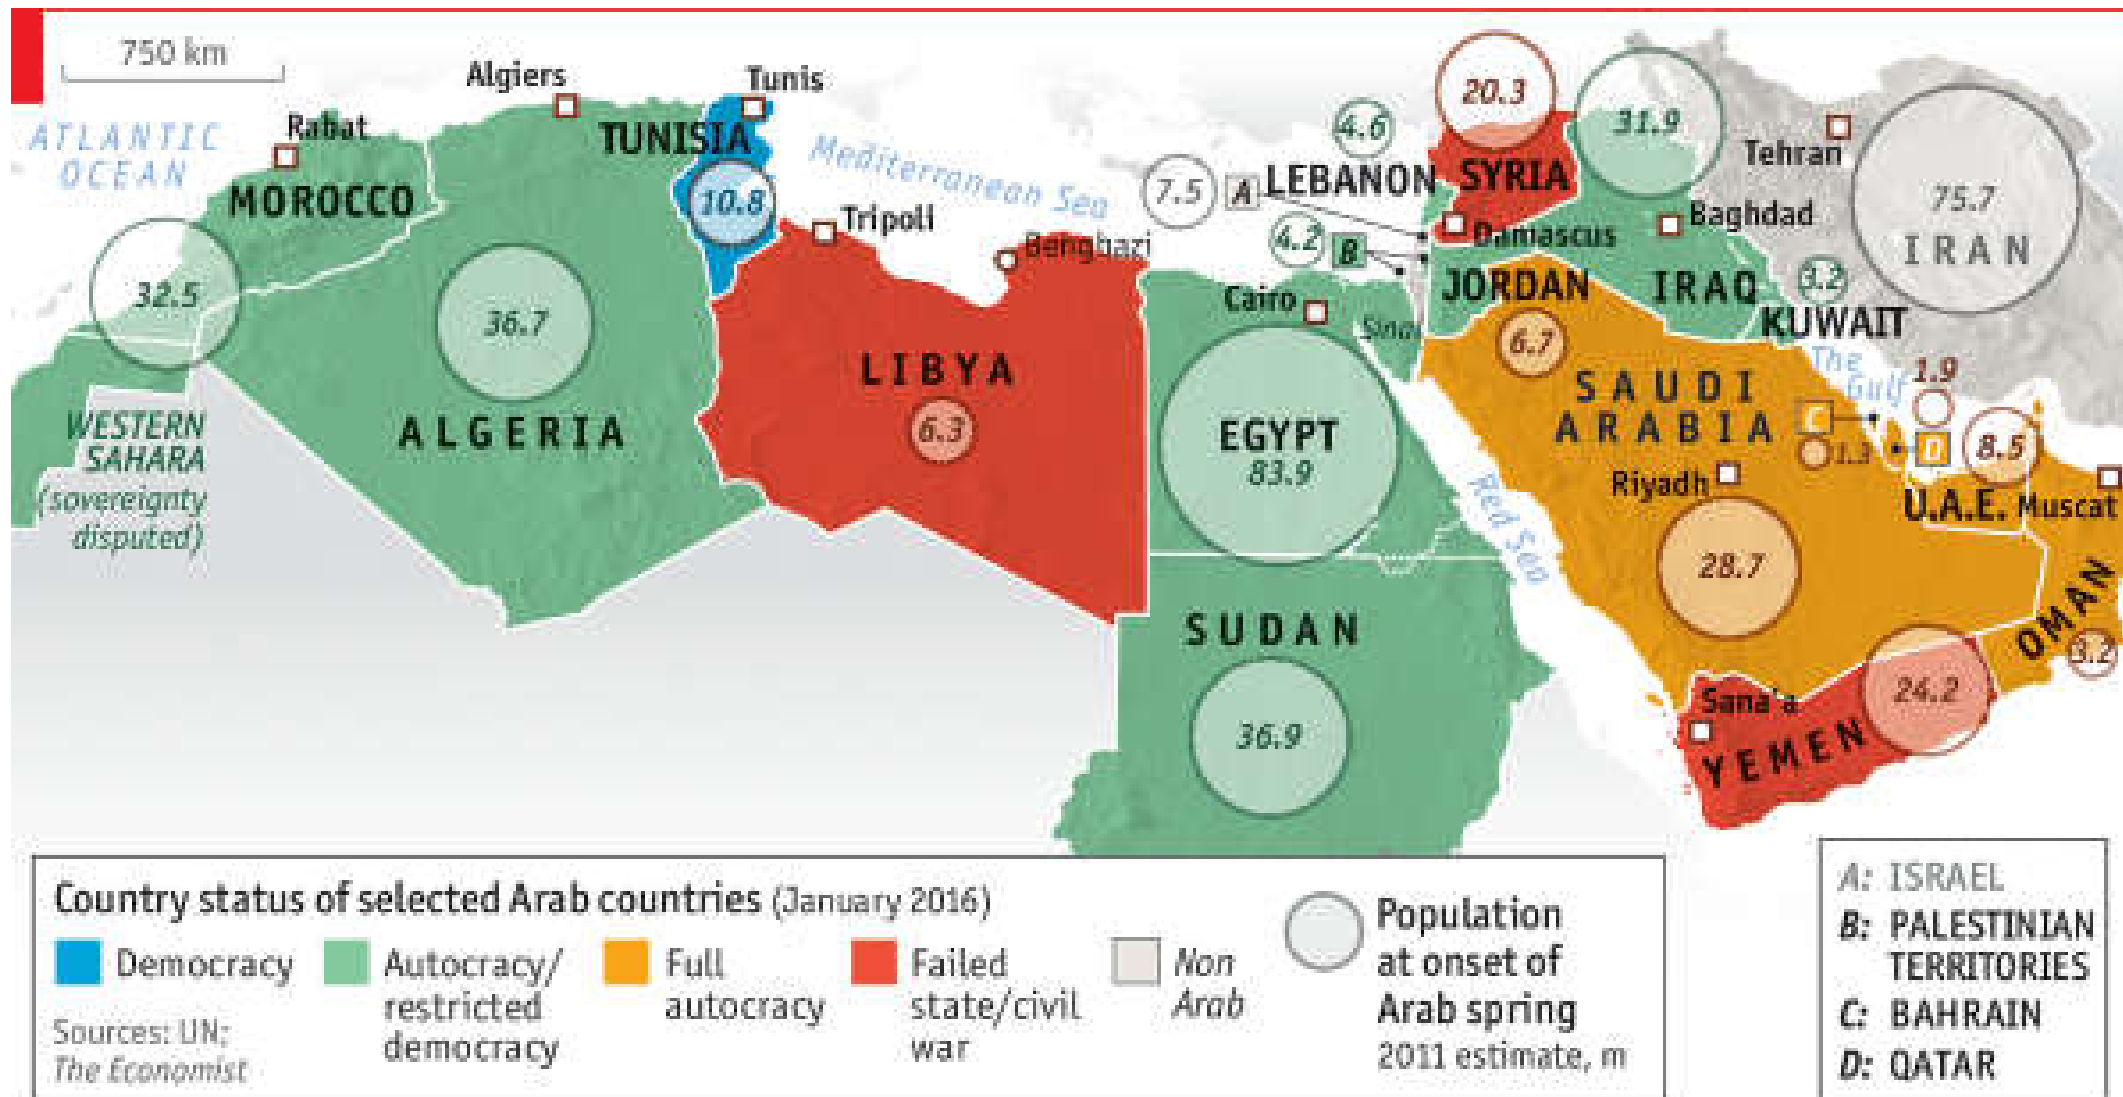 750 km
Algiers
Tunis
ATLANTIC
OCEAN
Rabat
TUNISIA
MOROCCO
10.8
Mediterranean Sea
Tripoli
Benghazi
32.5
36.7
ALGERIA
LIBYA
6.3
WESTERN
SAHARA
(sovereignty
disputed)
20.3
4.6
31.9
7.5
A
LEBANON
SYRIA
Tehran
75.7
IRAN
4.2
B
Damascus
Baghdad
Cairo
Sinai
JORDAN
IRAQ
3.2
KUWAIT
6.7
The
Gulf
1.9
SAUDI
ARABIA
C
1.3
D
8.5
EGYPT
83.9
Riyadh
U.A.E.
Muscat
Red Sea
28.7
OMAN
3.2
SUDAN
36.9
Sana'a
YEMEN
24.2
Country status of selected Arab countries (January 2016)
Democracy
Autocracy/
restricted
democracy
Full
autocracy
Failed
state/civil
war
Non
Arab
Population
at onset of
Arab spring
2011 estimate, m
Sources: UN;
The Economist
A: ISRAEL
B: PALESTINIAN
TERRITORIES
C: BAHRAIN
D: QATAR